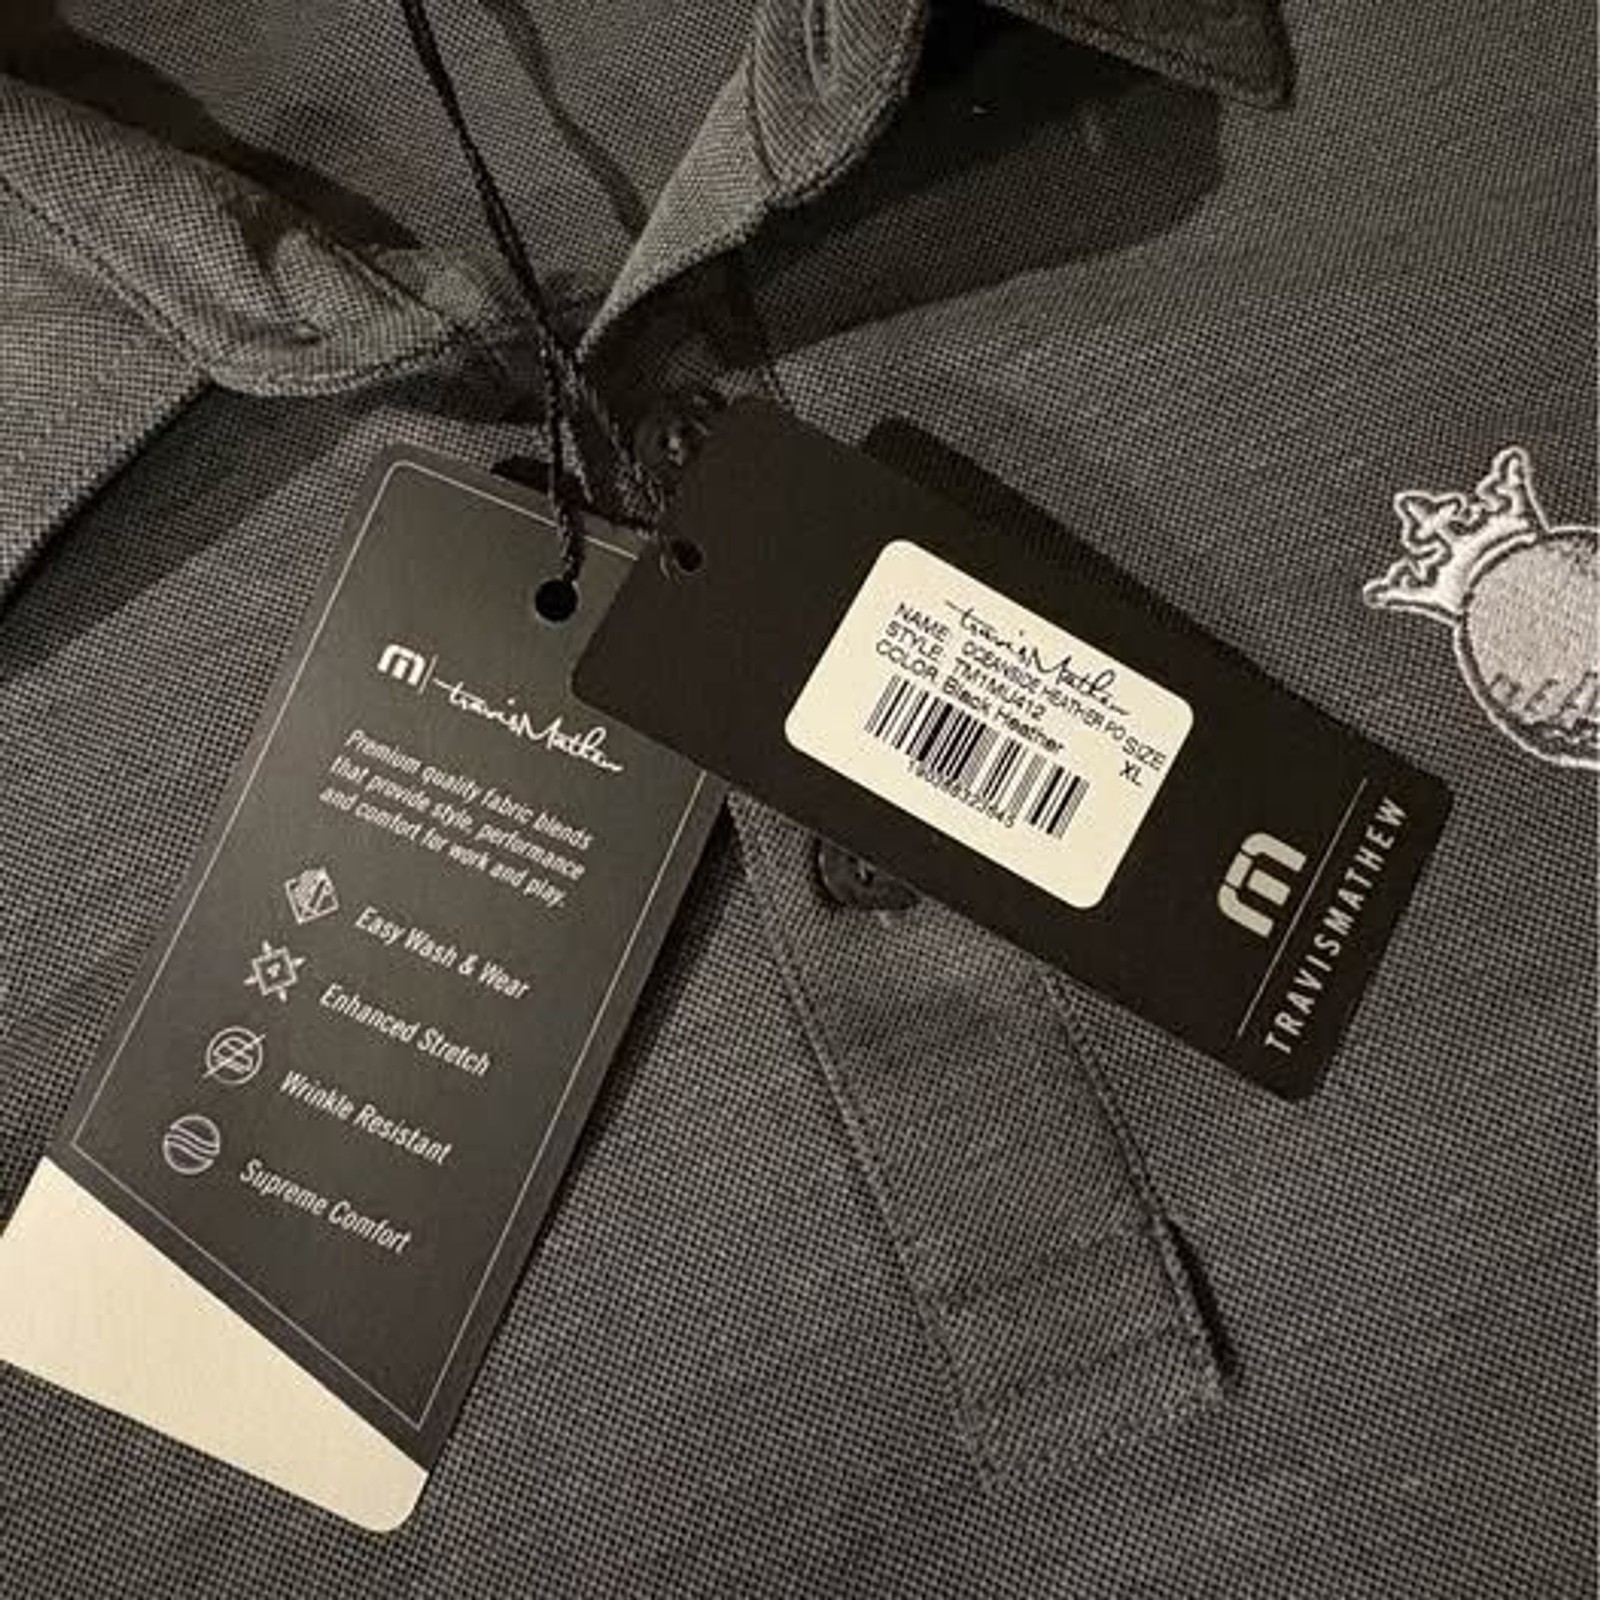 m | travisMathew
Premium quality fabric blends
that provide style, performance
and comfort for work and play.
Easy Wash & Wear
Enhanced Stretch
Wrinkle Resistant
Supreme Comfort
travisMathew
NAME OCEANSIDE HEATHER PO
STYLE 7M1MU412
COLOR Black Heather
SIZE
XL
m
TRAVISMATHEW